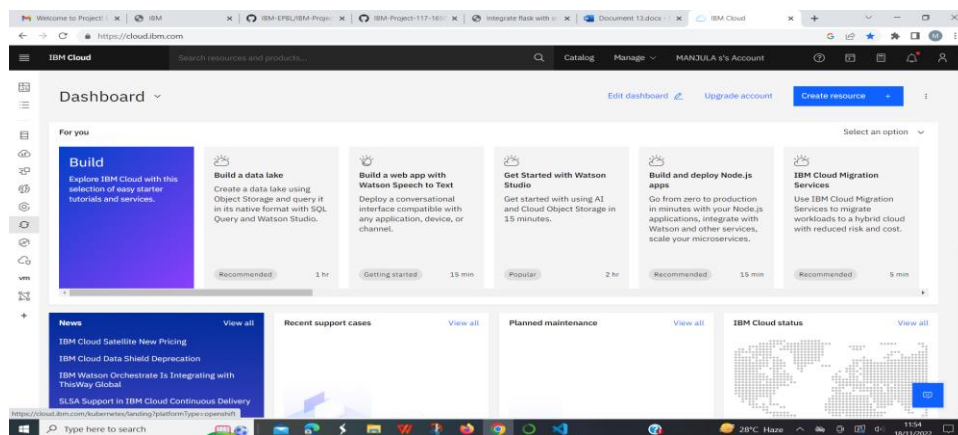 Welcome to Project!
IBM
IBM-EPBL/IBM-Project
IBM-Project-117-165
Integrate flask with
Document 13.docx -
IBM Cloud
https://cloud.ibm.com
IBM Cloud
Search resources and products...
Catalog
Manage
MANJULA s's Account
Dashboard
Edit dashboard
Upgrade account
Create resource +
For you
Select an option
Build
Explore IBM Cloud with this
selection of easy starter
tutorials and services.
Build a data lake
Create a data lake using
Object Storage and query it
in its native format with SQL
Query and Watson Studio.
Recommended 1 hr
Build a web app with
Watson Speech to Text
Deploy a conversational
interface compatible with
any application, device, or
channel.
Getting started 15 min
Get Started with Watson
Studio
Get started with using AI
and Cloud Object Storage in
15 minutes.
Popular 2 hr
Build and deploy Node.js
apps
Go from zero to production
in minutes with your Node.js
applications, integrate with
Watson and other services,
scale your microservices.
Recommended 15 min
IBM Cloud Migration
Services
Use IBM Cloud Migration
Services to migrate
workloads to a hybrid cloud
with reduced risk and cost.
Recommended 5 min
vm
News View all
IBM Cloud Satellite New Pricing
IBM Cloud Data Shield Deprecation
IBM Watson Orchestrate Is Integrating with
ThisWay Global
SLSA Support in IBM Cloud Continuous Delivery
Recent support cases View all
Planned maintenance View all
IBM Cloud status View all
https://cloud.ibm.com/kubernetes/landing?platformType=openshift
Type here to search
28°C Haze
11:54
18/11/2022